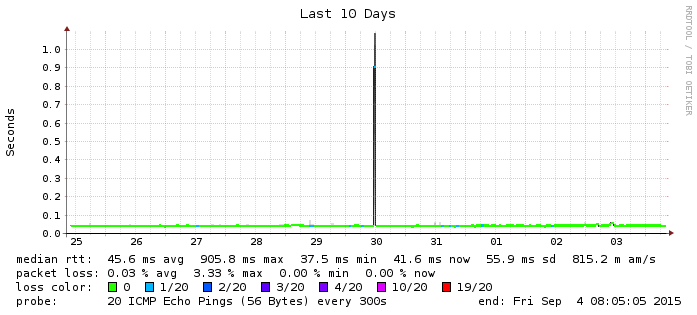 Last 10 Days
RRDTOOL / TOBI OETIKER
Seconds
1.0
0.9
0.8
0.7
0.6
0.5
0.4
0.3
0.2
0.1
0.0
25 26 27 28 29 30 31 01 02 03
median rtt: 45.6 ms avg 905.8 ms max 37.5 ms min 41.6 ms now 55.9 ms sd 815.2 m am/s
packet loss: 0.03 % avg 3.33 % max 0.00 % min 0.00 % now
loss color: 0 1/20 2/20 3/20 4/20 10/20 19/20
probe: 20 ICMP Echo Pings (56 Bytes) every 300s end: Fri Sep 4 08:05:05 2015